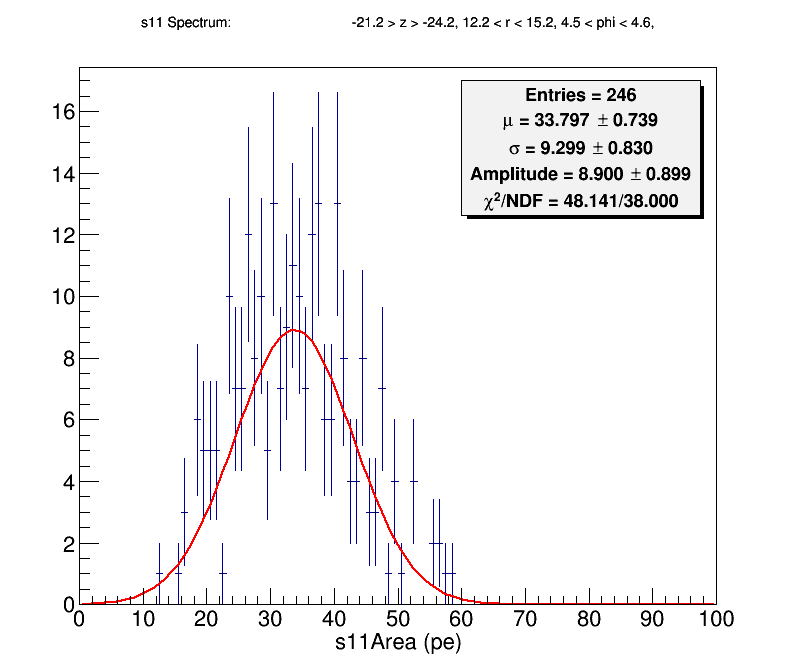 s11 Spectrum: -21.2 > z > -24.2, 12.2 < r < 15.2, 4.5 < phi < 4.6,
Entries = 246
μ = 33.797 ± 0.739
σ = 9.299 ± 0.830
Amplitude = 8.900 ± 0.899
χ²/NDF = 48.141/38.000
16
14
12
10
8
6
4
2
0
0 10 20 30 40 50 60 70 80 90 100
s11Area (pe)